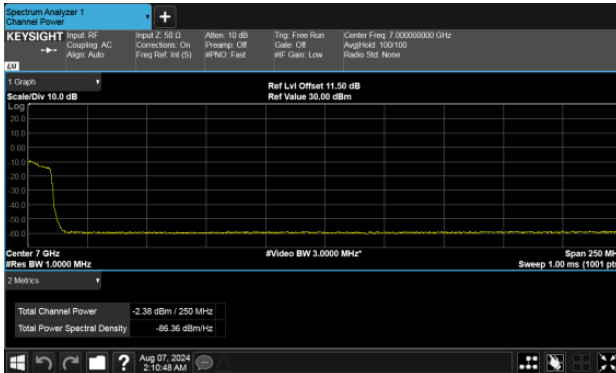 Spectrum Analyzer 1
Channel Power
+
KEYSIGHT Input: RF Input Z: 50 Ω Atten: 10 dB Trig: Free Run Center Freq: 7.000000000 GHz
Coupling: AC Corrections: On Preamp: Off Gate: Off Avg|Hold: 100/100
Align: Auto Freq Ref: Int (S) #PNO: Fast #IF Gain: Low Radio Std: None
LXI
1 Graph
Scale/Div 10.0 dB Ref Lvl Offset 11.50 dB
Ref Value 30.00 dBm
Log
20.0
10.0
0.00
-10.0
-20.0
-30.0
-40.0
-50.0
-60.0
Center 7 GHz #Video BW 3.0000 MHz* Span 250 MH
#Res BW 1.0000 MHz Sweep 1.00 ms (1001 pts
2 Metrics
Total Channel Power -2.38 dBm / 250 MHz
Total Power Spectral Density -86.36 dBm/Hz
? Aug 07, 2024
2:10:48 AM